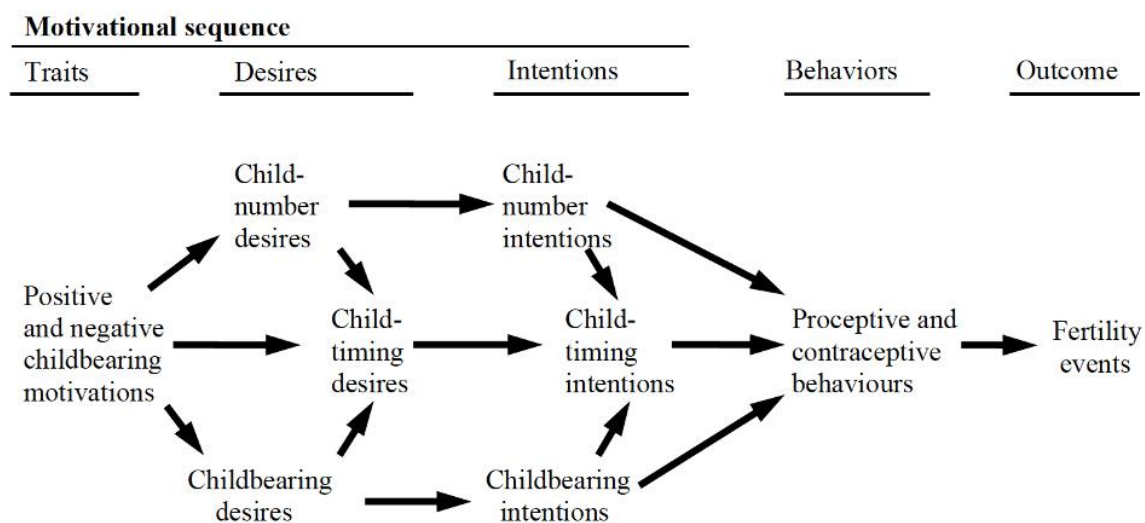 Motivational sequence
Traits
Desires
Intentions
Behaviors
Outcome
Child-
number
desires
Child-
number
intentions
Positive
and negative
childbearing
motivations
Child-
timing
desires
Child-
timing
intentions
Proceptive and
contraceptive
behaviours
Fertility
events
Childbearing
desires
Childbearing
intentions